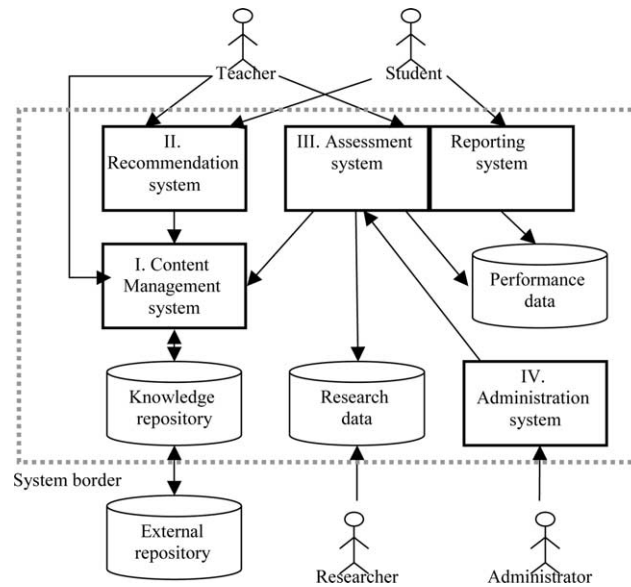 Teacher
Student
II.
Recommendation
system
III. Assessment
system
Reporting
system
I. Content
Management
system
Performance
data
Knowledge
repository
Research
data
IV.
Administration
system
System border
External
repository
Researcher
Administrator